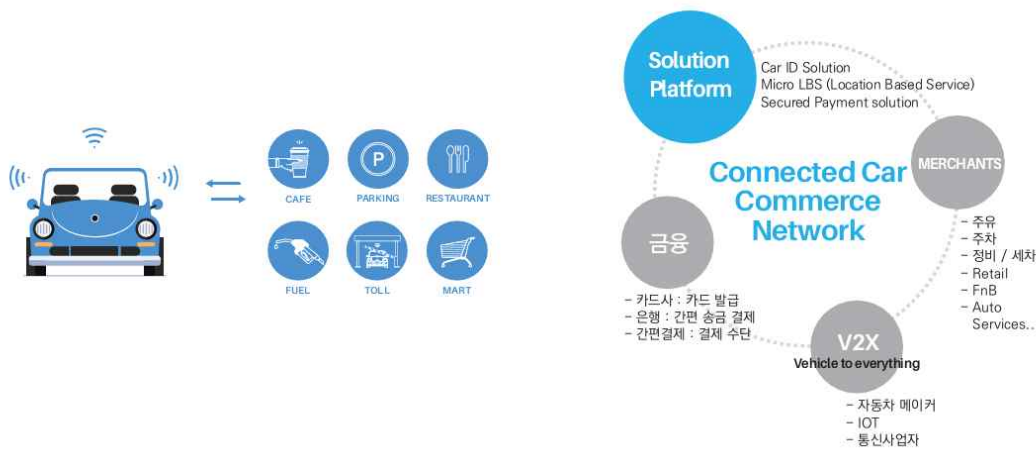 CAFE
P
PARKING
RESTAURANT
FUEL
TOLL
MART
Solution
Platform
Car ID Solution
Micro LBS (Location Based Service)
Secured Payment solution
MERCHANTS
Connected Car
Commerce
Network
- 주유
- 주차
- 정비 / 세차
- Retail
- FnB
- Auto
Services..
금융
- 카드사 : 카드 발급
- 은행 : 간편 송금 결제
- 간편결제 : 결제 수단
V2X
Vehicle to everything
- 자동차 메이커
- IOT
- 통신사업자